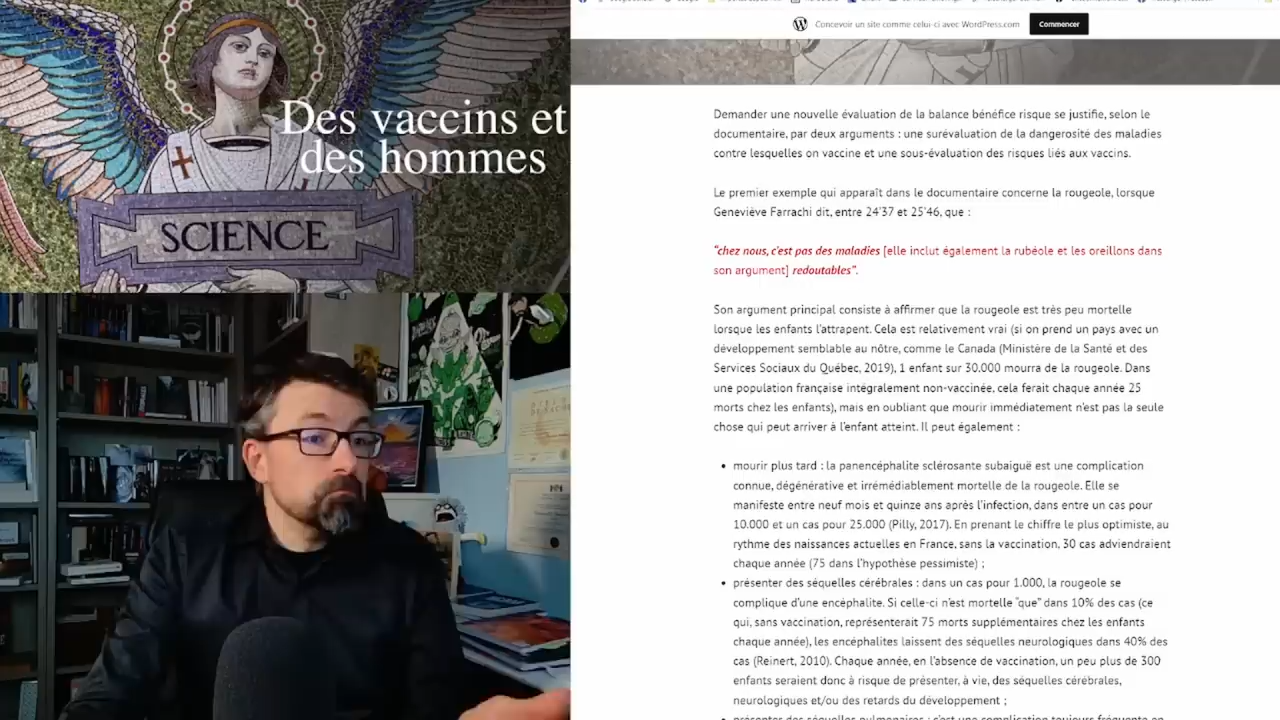 Des vaccins et
des hommes
SCIENCE
Concevoir un site comme celui-ci avec WordPress.com
Commencer
Demander une nouvelle évaluation de la balance bénéfice risque se justifie, selon le
documentaire, par deux arguments : une surévaluation de la dangerosité des maladies
contre lesquelles on vaccine et une sous-évaluation des risques liés aux vaccins.
Le premier exemple qui apparaît dans le documentaire concerne la rougeole, lorsque
Geneviève Farrachi dit, entre 24'37 et 25'46, que :
"chez nous, c'est pas des maladies [elle inclut également la rubéole et les oreillons dans
son argument] redoutables".
Son argument principal consiste à affirmer que la rougeole est très peu mortelle
lorsque les enfants l'attrapent. Cela est relativement vrai (si on prend un pays avec un
développement semblable au nôtre, comme le Canada (Ministère de la Santé et des
Services Sociaux du Québec, 2019), 1 enfant sur 30.000 mourra de la rougeole. Dans
une population française intégralement non-vaccinée, cela ferait chaque année 25
morts chez les enfants), mais en oubliant que mourir immédiatement n'est pas la seule
chose qui peut arriver à l'enfant atteint. Il peut également :
• mourir plus tard : la panencéphalite sclérosante subaiguë est une complication
connue, dégénérative et irrémédiablement mortelle de la rougeole. Elle se
manifeste entre neuf mois et quinze ans après l'infection, dans entre un cas pour
10.000 et un cas pour 25.000 (Pilly, 2017). En prenant le chiffre le plus optimiste, au
rythme des naissances actuelles en France, sans la vaccination, 30 cas adviendraient
chaque année (75 dans l'hypothèse pessimiste) ;
• présenter des séquelles cérébrales : dans un cas pour 1.000, la rougeole se
complique d'une encéphalite. Si celle-ci n'est mortelle "que" dans 10% des cas (ce
qui, sans vaccination, représenterait 75 morts supplémentaires chez les enfants
chaque année), les encéphalites laissent des séquelles neurologiques dans 40% des
cas (Reinert, 2010). Chaque année, en l'absence de vaccination, un peu plus de 300
enfants seraient donc à risque de présenter, à vie, des séquelles cérébrales,
neurologiques et/ou des retards du développement ;
• présenter des séquelles pulmonaires : c'est une complication toujours fréquente en